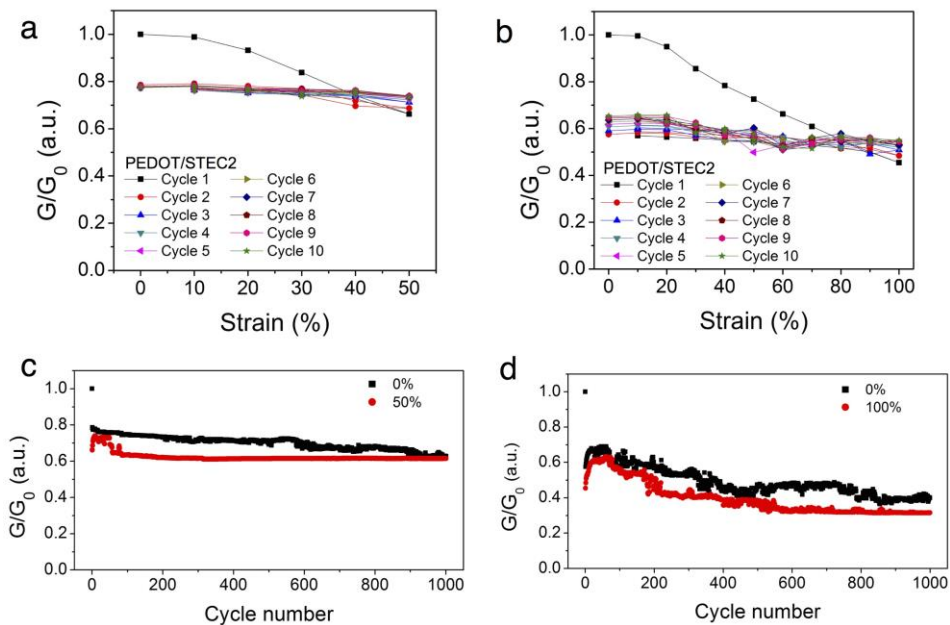 a
G/G0 (a.u.)
1.0
0.8
0.6
0.4
0.2
0.0
PEDOT/STEC2
Cycle 1 Cycle 6
Cycle 2 Cycle 7
Cycle 3 Cycle 8
Cycle 4 Cycle 9
Cycle 5 Cycle 10
0 10 20 30 40 50
Strain (%)
b
G/G0 (a.u.)
1.0
0.8
0.6
0.4
0.2
0.0
PEDOT/STEC2
Cycle 1 Cycle 6
Cycle 2 Cycle 7
Cycle 3 Cycle 8
Cycle 4 Cycle 9
Cycle 5 Cycle 10
0 20 40 60 80 100
Strain (%)
c
G/G0 (a.u.)
1.0
0.8
0.6
0.4
0.2
0.0
0%
50%
0 200 400 600 800 1000
Cycle number
d
G/G0 (a.u.)
1.0
0.8
0.6
0.4
0.2
0.0
0%
100%
0 200 400 600 800 1000
Cycle number